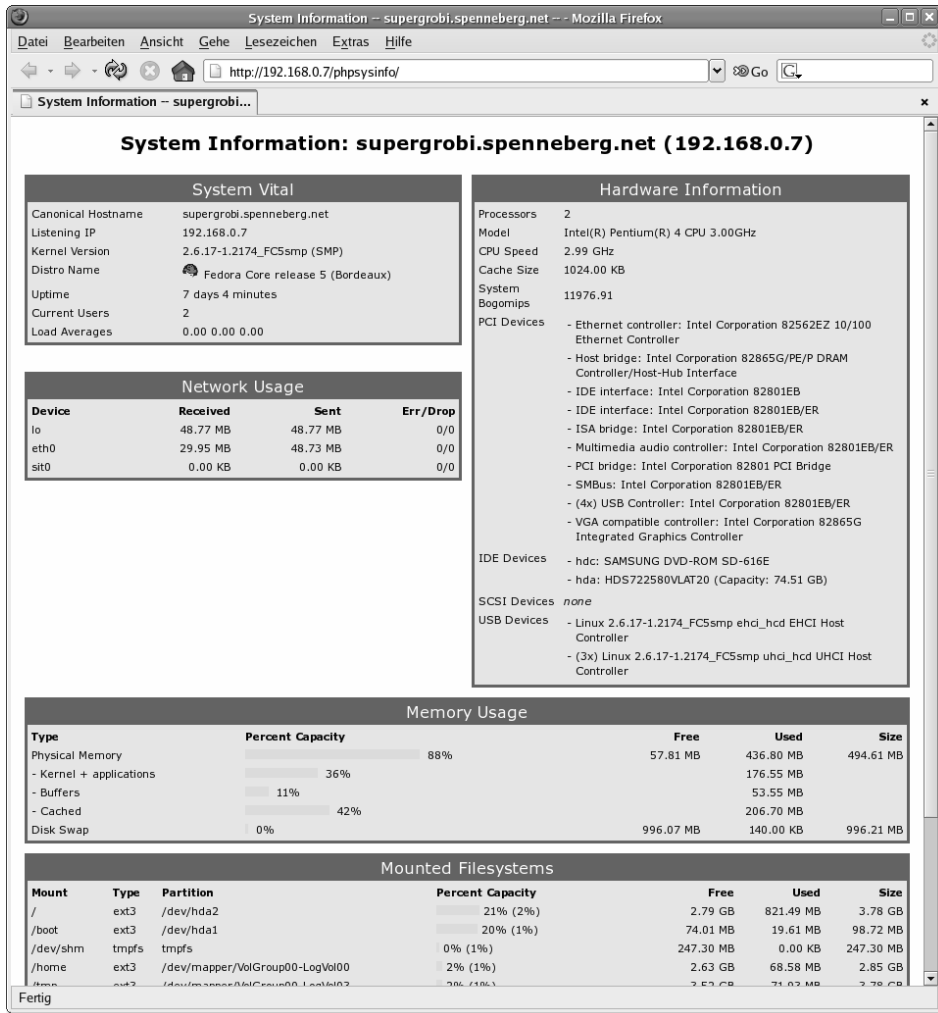 System Information -- supergrobi.spenneberg.net -- - Mozilla Firefox
Datei Bearbeiten Ansicht Gehe Lesezeichen Extras Hilfe
http://192.168.0.7/phpsysinfo/ Go G
System Information -- supergrobi... x
System Information: supergrobi.spenneberg.net (192.168.0.7)
System Vital
Canonical Hostname supergrobi.spenneberg.net
Listening IP 192.168.0.7
Kernel Version 2.6.17-1.2174_FC5smp (SMP)
Distro Name Fedora Core release 5 (Bordeaux)
Uptime 7 days 4 minutes
Current Users 2
Load Averages 0.00 0.00 0.00
Network Usage
Device Received Sent Err/Drop
lo 48.77 MB 48.77 MB 0/0
eth0 29.95 MB 48.73 MB 0/0
sit0 0.00 KB 0.00 KB 0/0
Hardware Information
Processors 2
Model Intel(R) Pentium(R) 4 CPU 3.00GHz
CPU Speed 2.99 GHz
Cache Size 1024.00 KB
System
Bogomips 11976.91
PCI Devices - Ethernet controller: Intel Corporation 82562EZ 10/100
Ethernet Controller
- Host bridge: Intel Corporation 82865G/PE/P DRAM
Controller/Host-Hub Interface
- IDE interface: Intel Corporation 82801EB
- IDE interface: Intel Corporation 82801EB/ER
- ISA bridge: Intel Corporation 82801EB/ER
- Multimedia audio controller: Intel Corporation 82801EB/ER
- PCI bridge: Intel Corporation 82801 PCI Bridge
- SMBus: Intel Corporation 82801EB/ER
- (4x) USB Controller: Intel Corporation 82801EB/ER
- VGA compatible controller: Intel Corporation 82865G
Integrated Graphics Controller
IDE Devices - hdc: SAMSUNG DVD-ROM SD-616E
- hda: HDS722580VLAT20 (Capacity: 74.51 GB)
SCSI Devices none
USB Devices - Linux 2.6.17-1.2174_FC5smp ehci_hcd EHCI Host
Controller
- (3x) Linux 2.6.17-1.2174_FC5smp uhci_hcd UHCI Host
Controller
Memory Usage
Type Percent Capacity Free Used Size
Physical Memory 88% 57.81 MB 436.80 MB 494.61 MB
- Kernel + applications 36% 176.55 MB
- Buffers 11% 53.55 MB
- Cached 42% 206.70 MB
Disk Swap 0% 996.07 MB 140.00 KB 996.21 MB
Mounted Filesystems
Mount Type Partition Percent Capacity Free Used Size
/ ext3 /dev/hda2 21% (2%) 2.79 GB 821.49 MB 3.78 GB
/boot ext3 /dev/hda1 20% (1%) 74.01 MB 19.61 MB 98.72 MB
/dev/shm tmpfs tmpfs 0% (1%) 247.30 MB 0.00 KB 247.30 MB
/home ext3 /dev/mapper/VolGroup00-LogVol00 2% (1%) 2.63 GB 68.58 MB 2.85 GB
/tmp ext3 2% (1%) 3.78 GB
Fertig